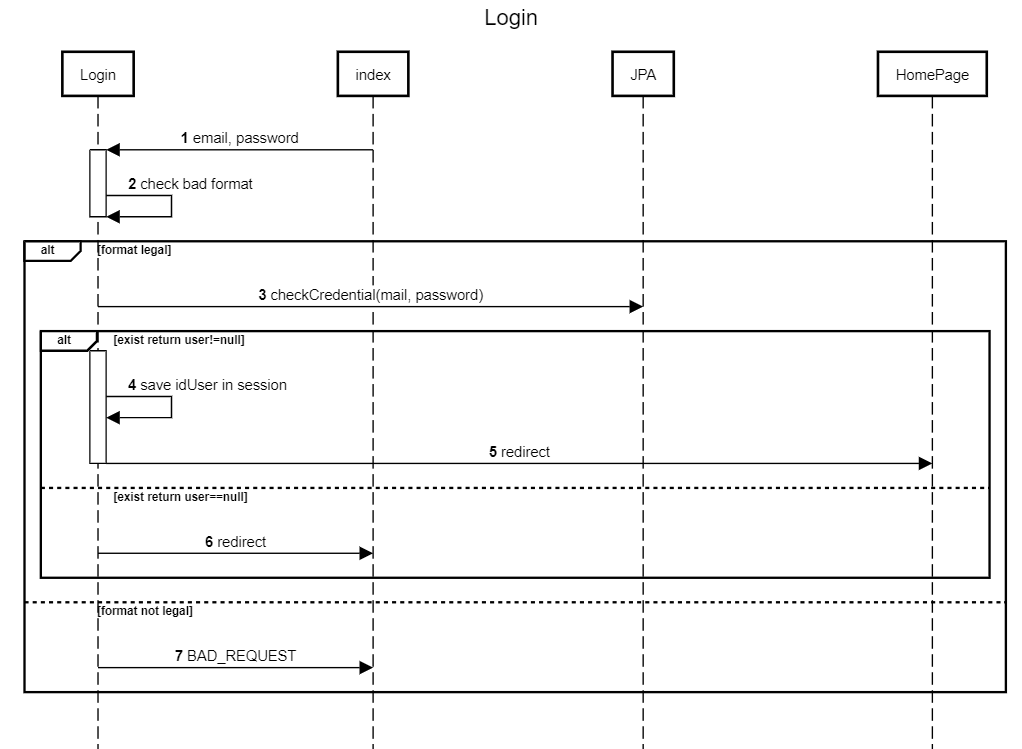 Login
Login
index
JPA
HomePage
1 email, password
2 check bad format
alt
[format legal]
3 checkCredential(mail, password)
alt
[exist return user!=null]
4 save idUser in session
5 redirect
[exist return user==null]
6 redirect
[format not legal]
7 BAD_REQUEST